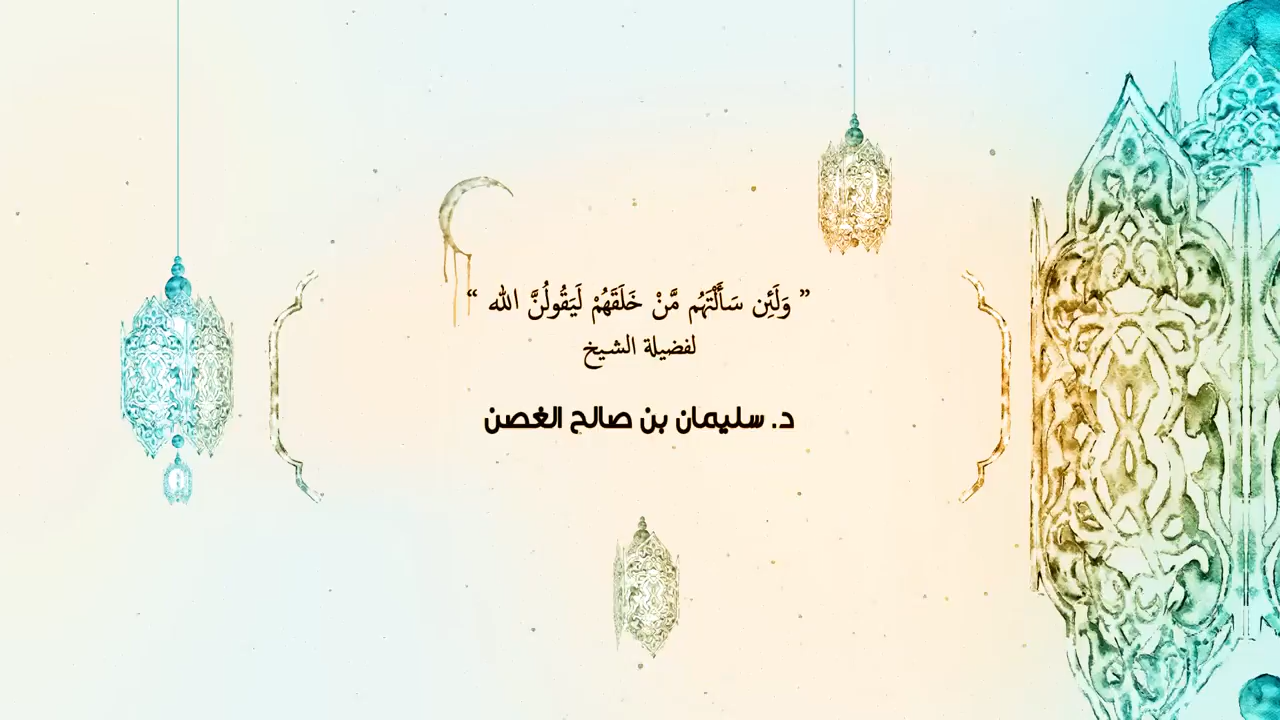 ” وَلَئِن سَأَلْتَهُم مَّنْ خَلَقَهُمْ لَيَقُولُنَّ الله “
لفضيلة الشيخ
د. سليمان بن صالح الغصن